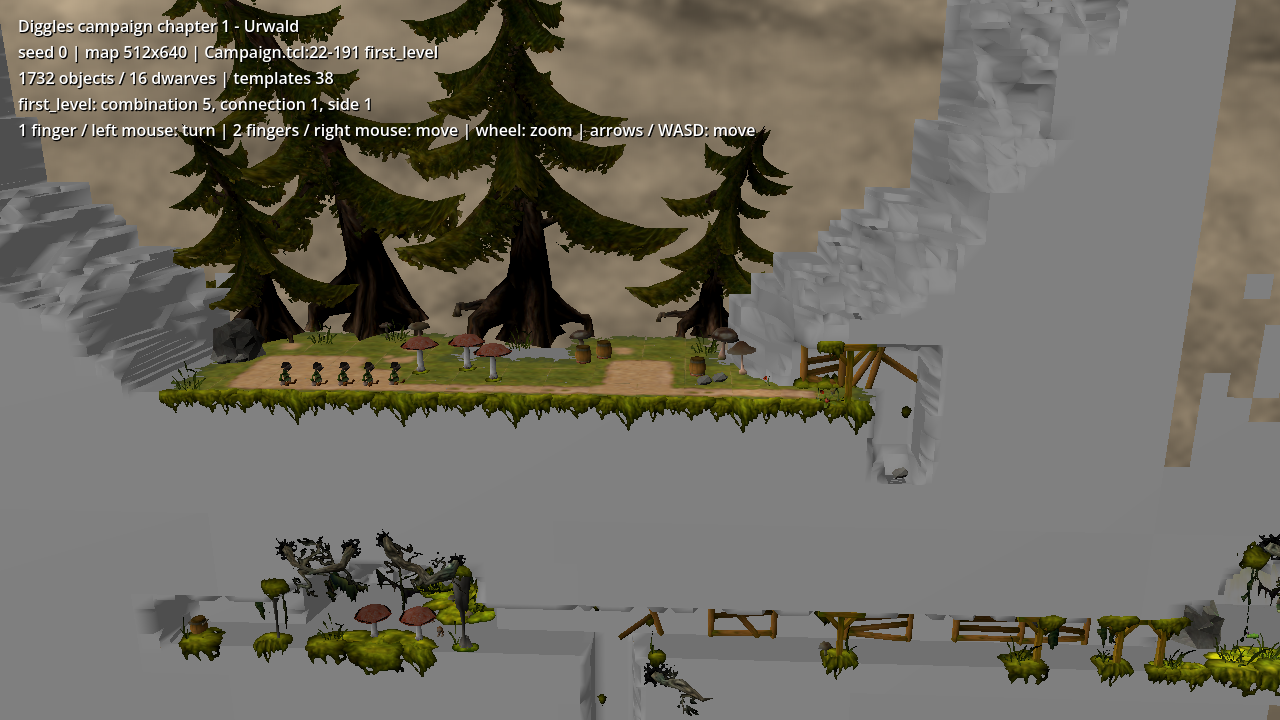 Diggles campaign chapter 1 - Urwald
seed 0 | map 512x640 | Campaign.tcl:22-191 first_level
1732 objects / 16 dwarves | templates 38
first_level: combination 5, connection 1, side 1
1 finger / left mouse: turn | 2 fingers / right mouse: move | wheel: zoom | arrows / WASD: move